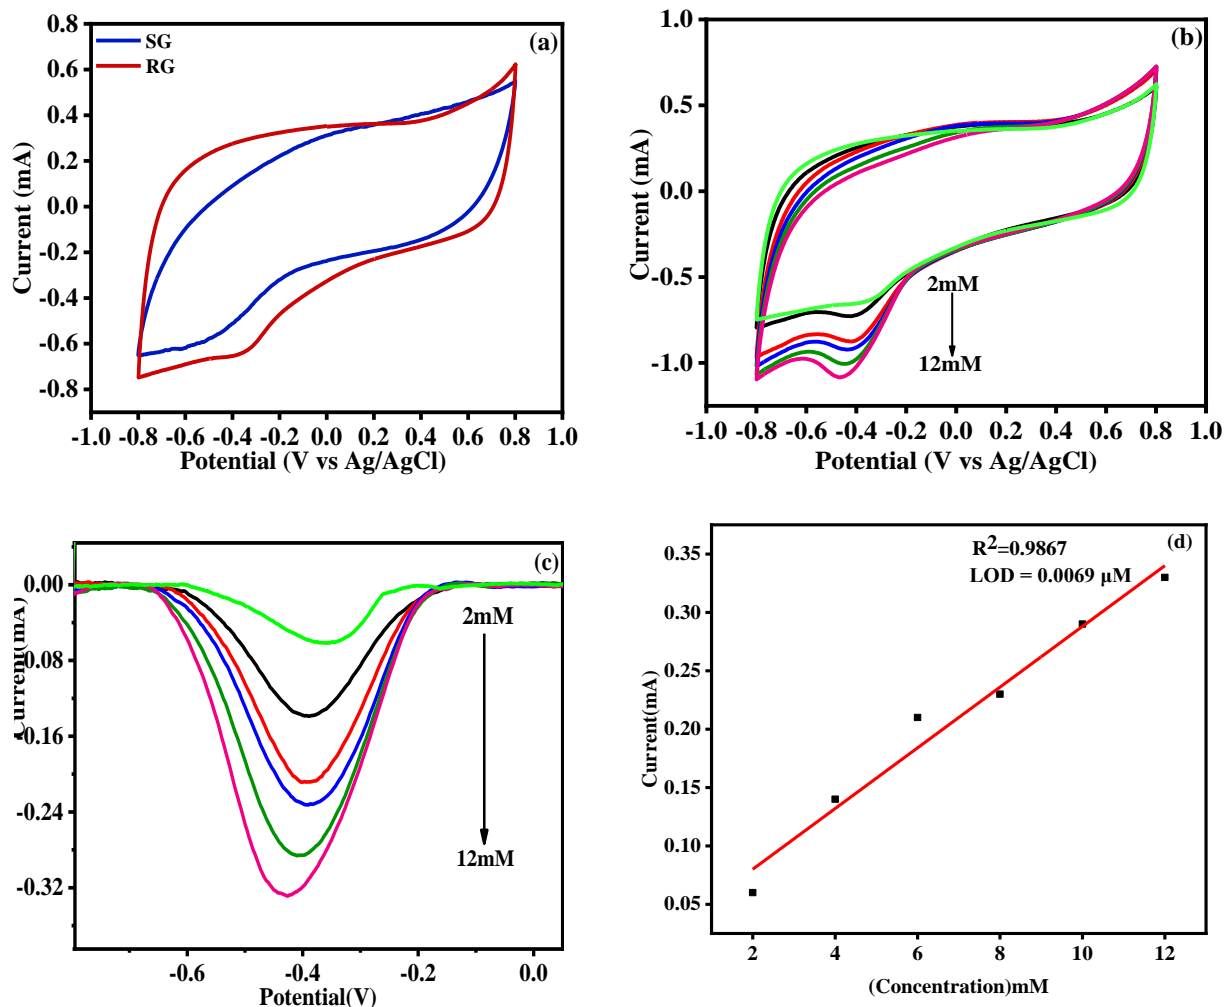 (a)
SG
RG
0.8
0.6
0.4
0.2
0.0
-0.2
-0.4
-0.6
-0.8
Current (mA)
-1.0 -0.8 -0.6 -0.4 -0.2 0.0 0.2 0.4 0.6 0.8 1.0
Potential (V vs Ag/AgCl)
(b)
1.0
0.5
0.0
-0.5
-1.0
Current (mA)
2mM
12mM
-1.0 -0.8 -0.6 -0.4 -0.2 0.0 0.2 0.4 0.6 0.8 1.0
Potential (V vs Ag/AgCl)
(c)
0.00
-0.08
-0.16
-0.24
-0.32
Current(mA)
2mM
12mM
-0.6 -0.4 -0.2 0.0
Potential(V)
(d)
R2=0.9867
LOD = 0.0069 µM
0.35
0.30
0.25
0.20
0.15
0.10
0.05
Current(mA)
2 4 6 8 10 12
(Concentration)mM